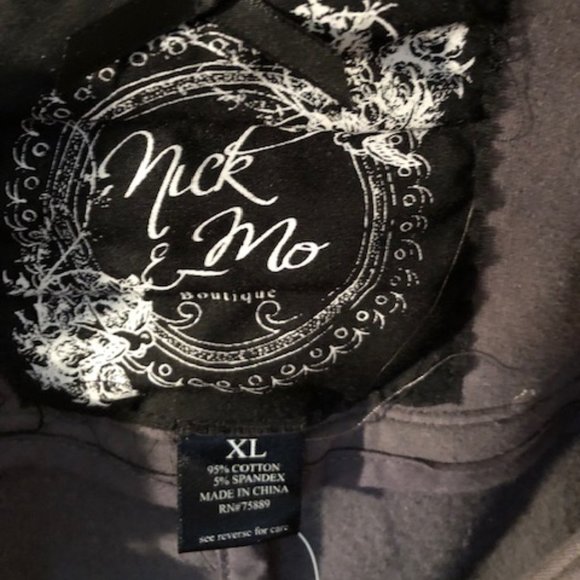 Nick
& Mo
Boutique
XL
95% COTTON
5% SPANDEX
MADE IN CHINA
RN#75889
see reverse for care